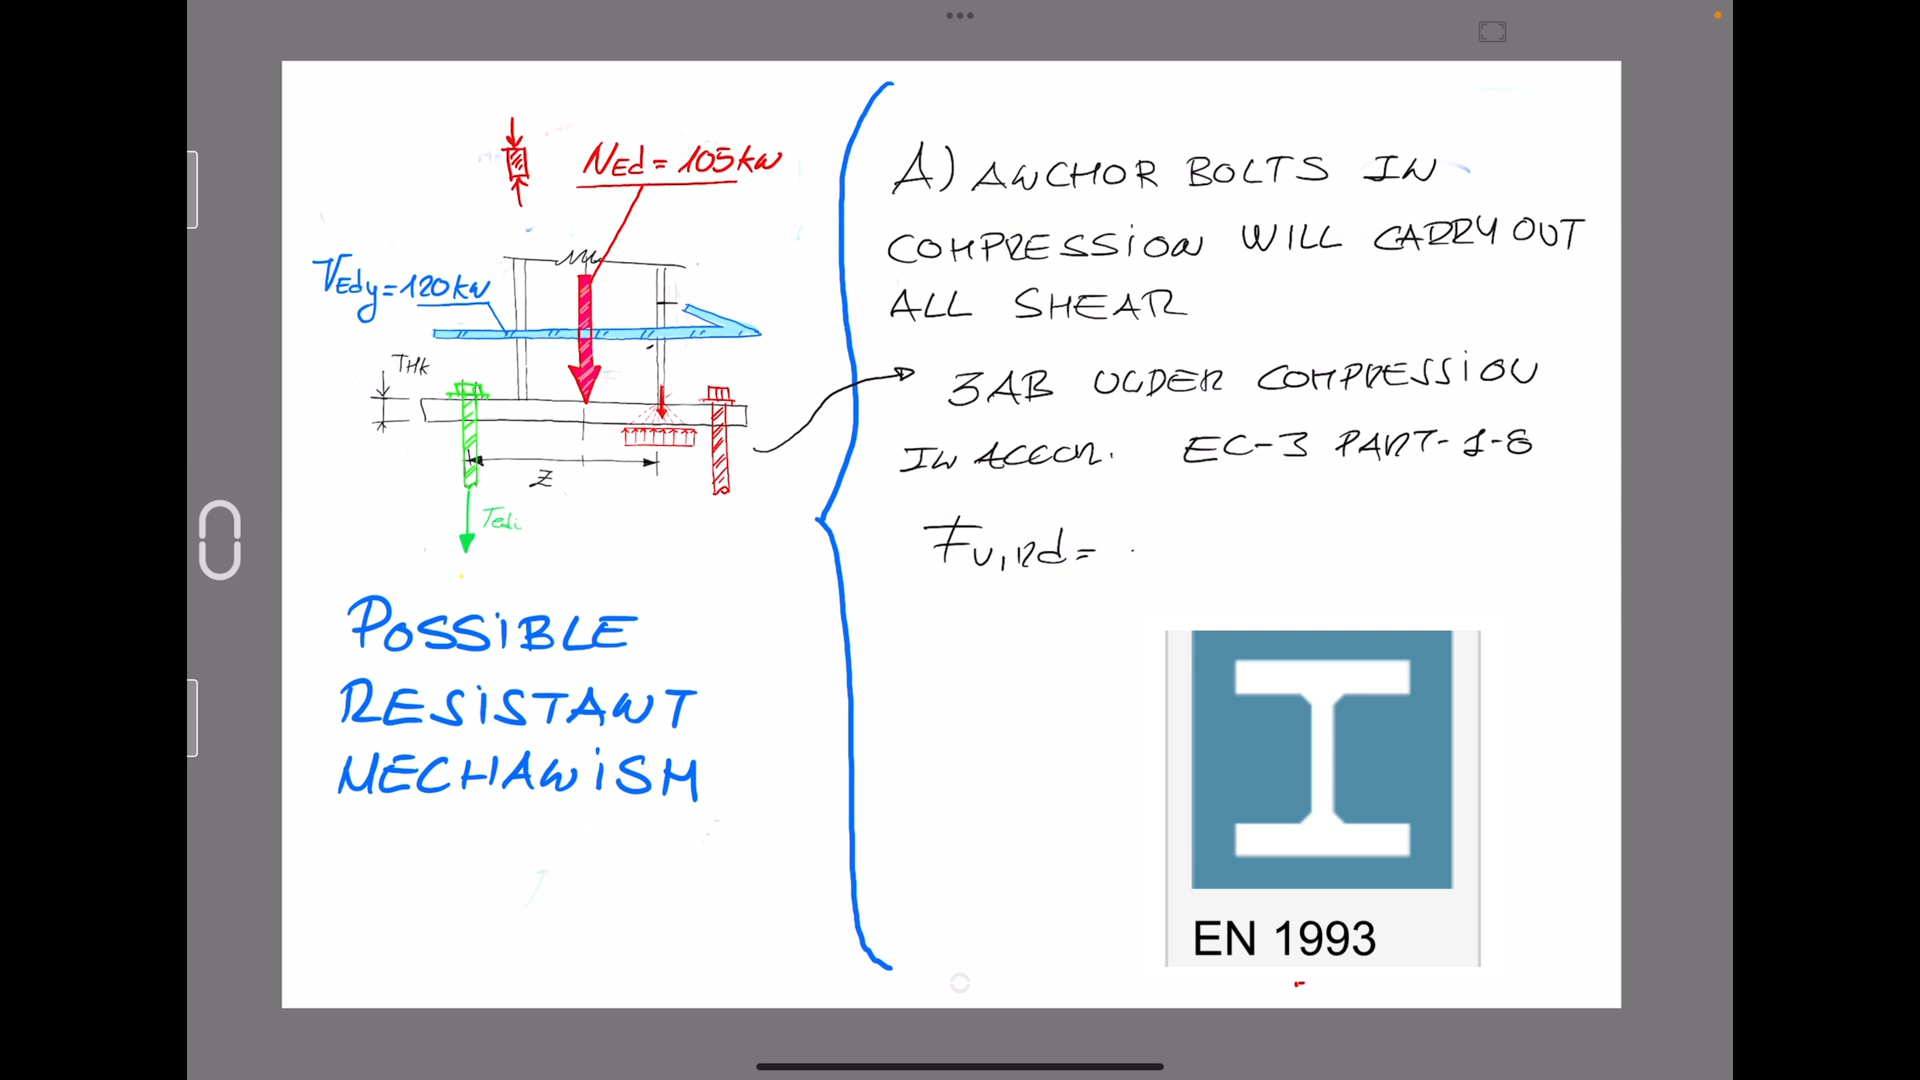 NEd = 105kN
VEdy = 120kN
THK
Z
TEdi
POSSiBLE
RESiSTANT
MECHANiSM
A) ANCHOR BOLTS IN
COMPRESSiON WiLL CARRY OUT
ALL SHEAR
3AB UNDER COMPRESSiON
IN ACCOR. EC-3 PART-1-8
Fv,Rd =
EN 1993